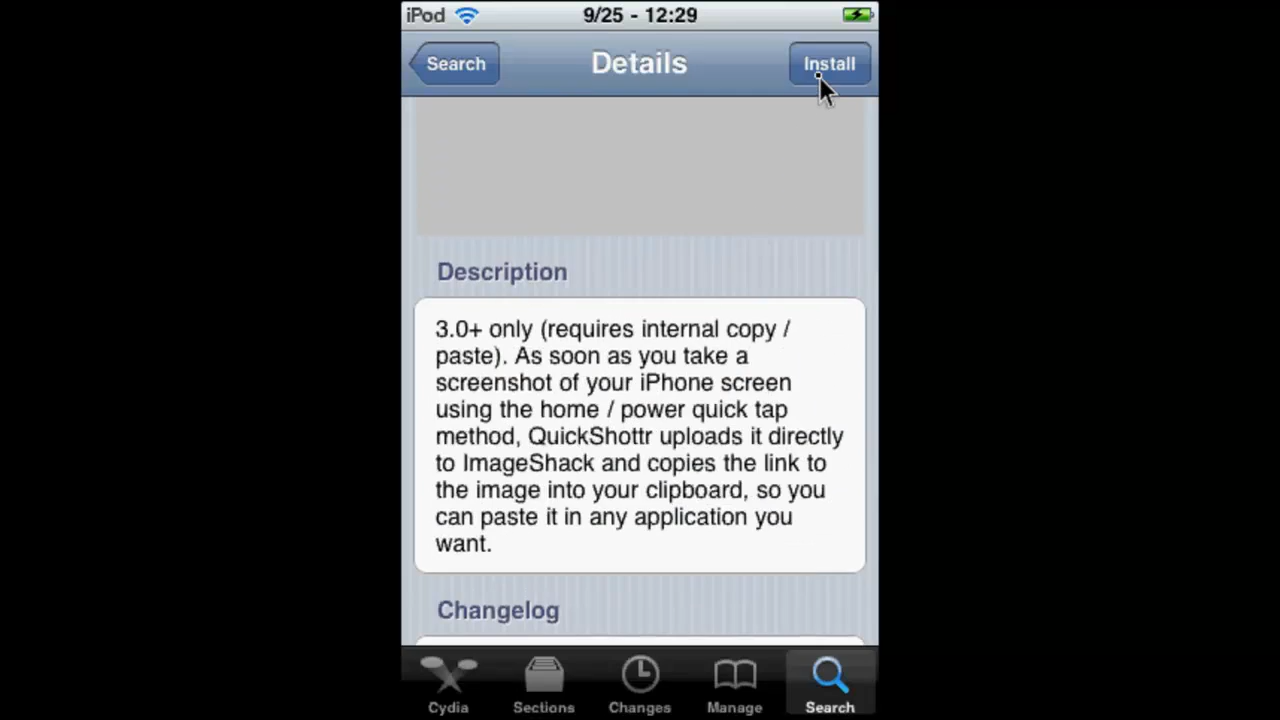 iPod 9/25 - 12:29
Search Details Install
Description
3.0+ only (requires internal copy /
paste). As soon as you take a
screenshot of your iPhone screen
using the home / power quick tap
method, QuickShottr uploads it directly
to ImageShack and copies the link to
the image into your clipboard, so you
can paste it in any application you
want.
Changelog
Cydia Sections Changes Manage Search